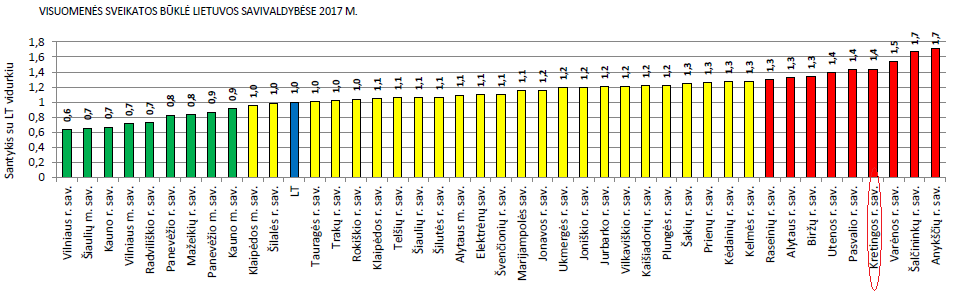 VISUOMENĖS SVEIKATOS BŪKLĖ LIETUVOS SAVIVALDYBĖSE 2017 M.
Santykis su LT vidurkiu
1,8
1,6
1,4
1,2
1
0,8
0,6
0,4
0,2
0
0,6 0,7 0,7 0,7 0,7 0,8 0,8 0,9 0,9 1,0 1,0 1,0 1,0 1,0 1,0 1,1 1,1 1,1 1,1 1,1 1,1 1,1 1,2 1,2 1,2 1,2 1,2 1,2 1,2 1,3 1,3 1,3 1,3 1,3 1,3 1,3 1,4 1,4 1,4 1,5 1,7 1,7
Vilniaus r. sav.
Šiaulių m. sav.
Kauno r. sav.
Vilniaus m. sav.
Radviliškio r. sav.
Panevėžio r. sav.
Mažeikių r. sav.
Panevėžio m. sav.
Kauno m. sav.
Klaipėdos m. sav.
Šilalės r. sav.
LT
Tauragės r. sav.
Trakų r. sav.
Rokiškio r. sav.
Klaipėdos r. sav.
Telšių r. sav.
Šiaulių r. sav.
Šilutės r. sav.
Alytaus m. sav.
Elektrėnų sav.
Švenčionių r. sav.
Marijampolės sav.
Jonavos r. sav.
Ukmergės r. sav.
Joniškio r. sav.
Jurbarko r. sav.
Vilkaviškio r. sav.
Kaišiadorių r. sav.
Plungės r. sav.
Šakių r. sav.
Prienų r. sav.
Kėdainių r. sav.
Kelmės r. sav.
Raseinių r. sav.
Alytaus r. sav.
Biržų r. sav.
Utenos r. sav.
Pasvalio r. sav.
Kretingos r. sav.
Varėnos r. sav.
Šalčininkų r. sav.
Anykščių r. sav.